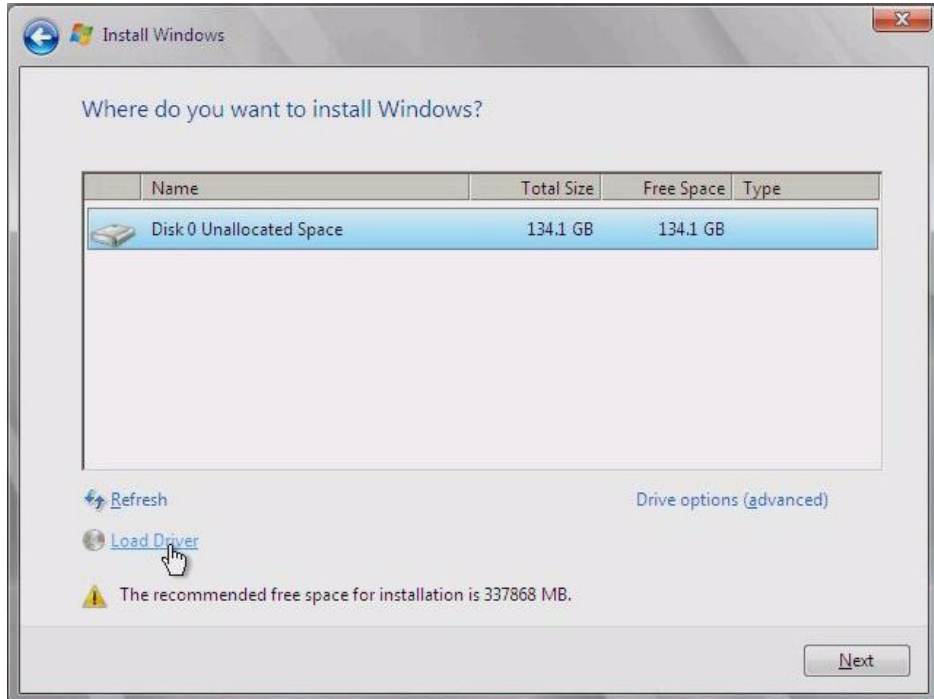 Install Windows
Where do you want to install Windows?
Name Total Size Free Space Type
Disk 0 Unallocated Space 134.1 GB 134.1 GB
Refresh Drive options (advanced)
Load Driver
The recommended free space for installation is 337868 MB.
Next